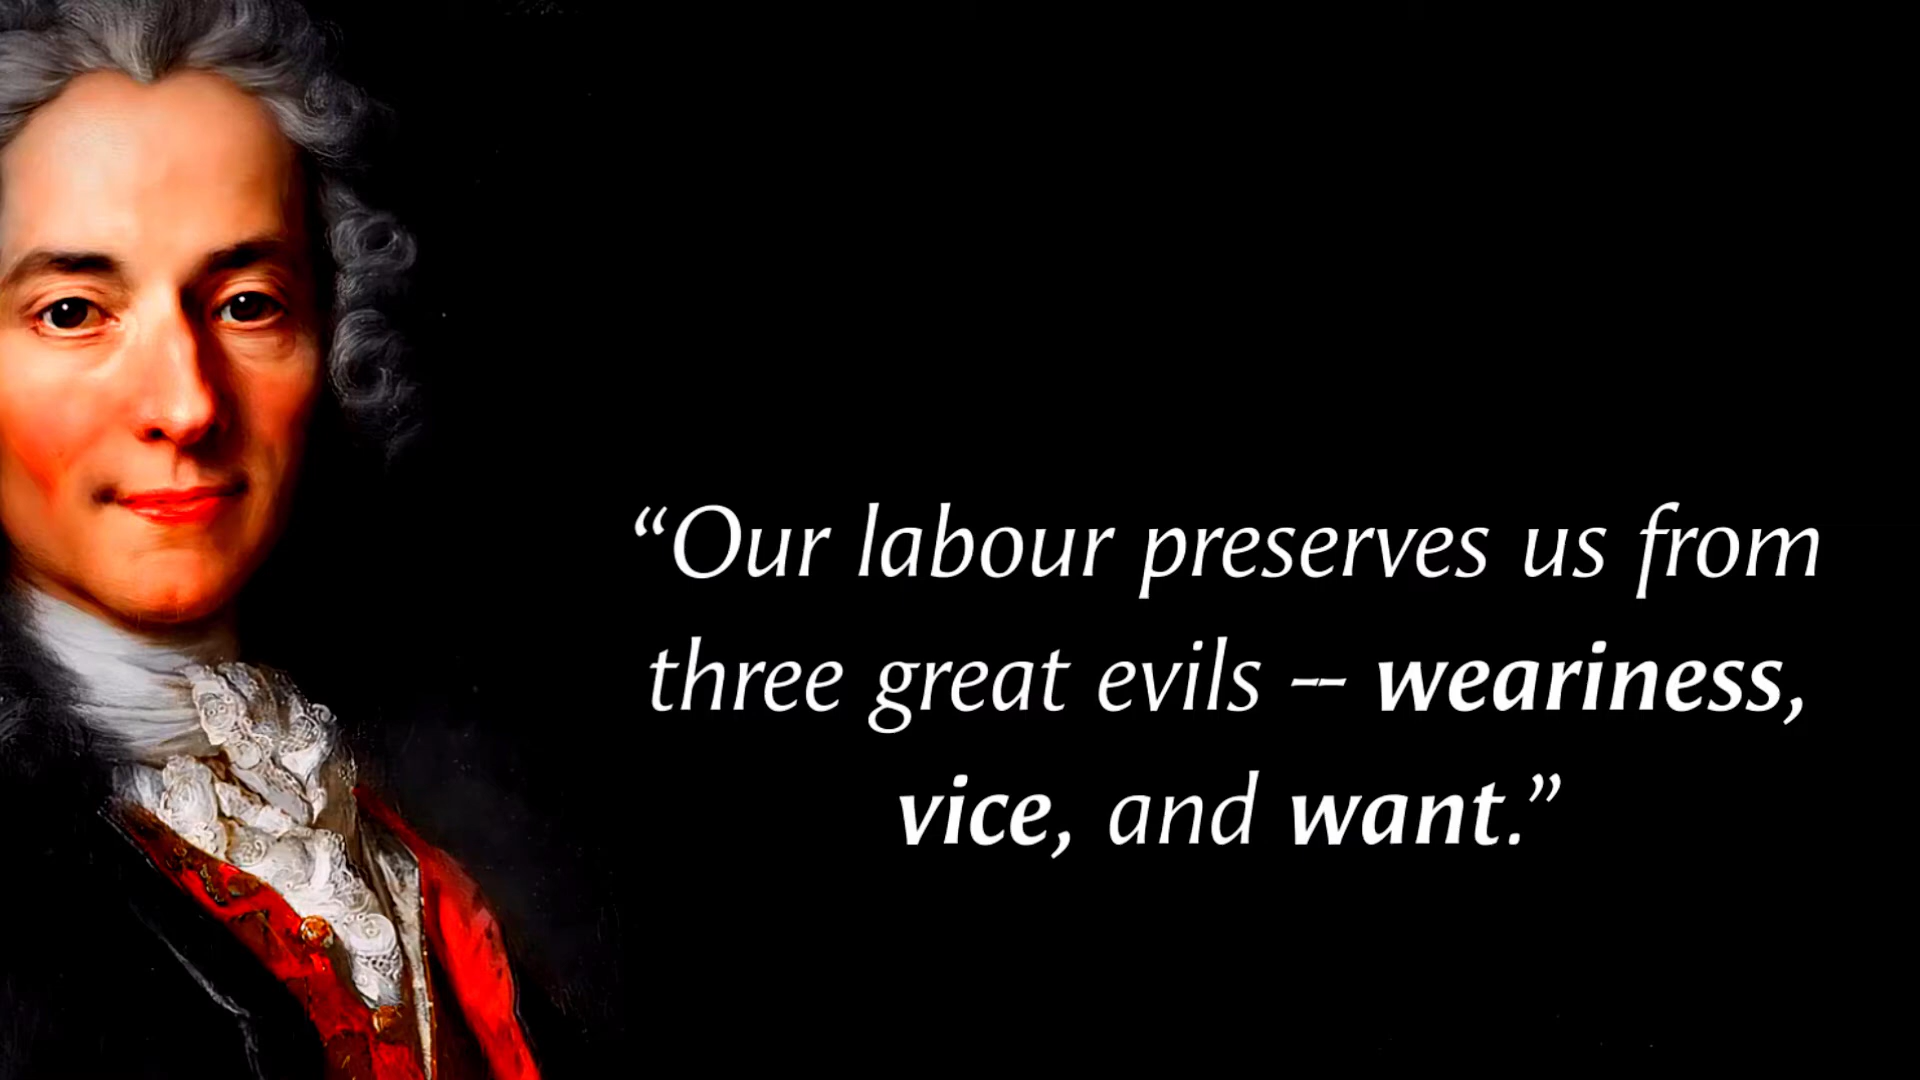 “Our labour preserves us from
three great evils -- weariness,
vice, and want.”